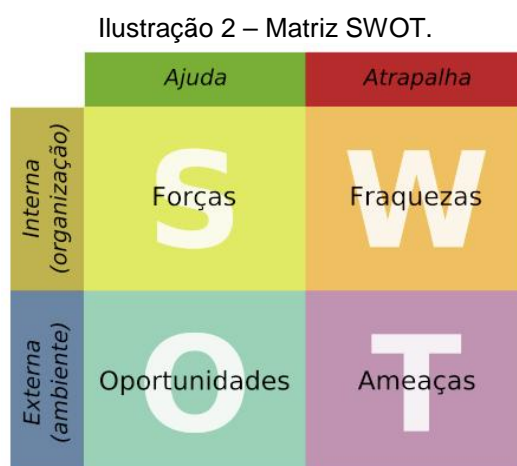 Ilustração 2 – Matriz SWOT.
Ajuda
Atrapalha
Interna
(organização)
S
Forças
W
Fraquezas
Externa
(ambiente)
O
Oportunidades
T
Ameaças